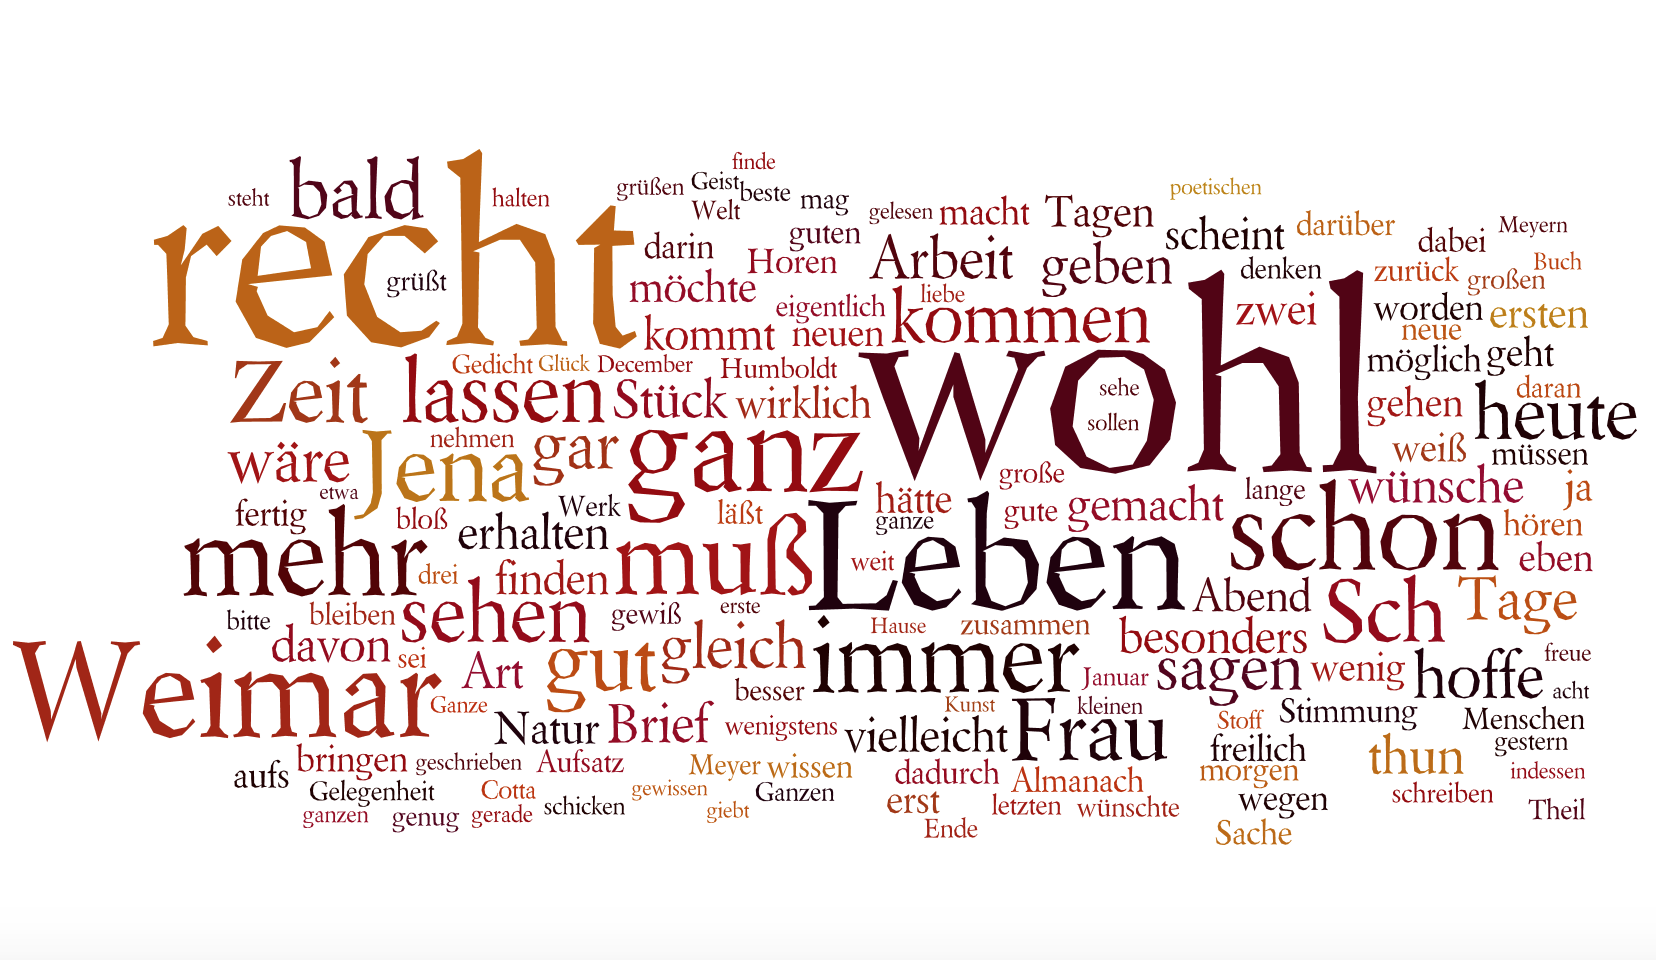 finde
steht
bald
halten
grüßen
Geist
beste
mag
poetischen
Welt
gelesen
macht
Tagen
scheint
darüber
Meyern
recht
darin
guten
dabei
Horen
Arbeit
geben
denken
zurück
Buch
grüßt
möchte
eigentlich
liebe
großen
kommt
neuen
kommen
zwei
worden
ersten
neue
Zeit
lassen
Gedicht
Glück
December
Humboldt
wohl
möglich
geht
Stück
wirklich
sehe
sollen
gehen
daran
heute
wäre
Jena
nehmen
gar
ganz
große
weiß
müssen
etwa
Werk
läßt
hätte
ganze
gute
gemacht
lange
wünsche
ja
fertig
bloß
erhalten
muß
Leben
schon
hören
mehr
drei
finden
weit
eben
bitte
bleiben
sehen
gewiß
erste
Abend
Sch
Tage
davon
sei
Hause
zusammen
besonders
Weimar
Art
gut
gleich
immer
Januar
sagen
wenig
hoffe
freue
Ganze
besser
Kunst
kleinen
acht
Natur
Brief
wenigstens
vielleicht
Frau
Stoff
Stimmung
Menschen
freilich
gestern
aufs
bringen
geschrieben
Aufsatz
Meyer
wissen
dadurch
Almanach
morgen
thun
indessen
Gelegenheit
Cotta
gewissen
Ganzen
erst
letzten
wünschte
wegen
schreiben
ganzen
genug
gerade
schicken
giebt
Ende
Theil
Sache